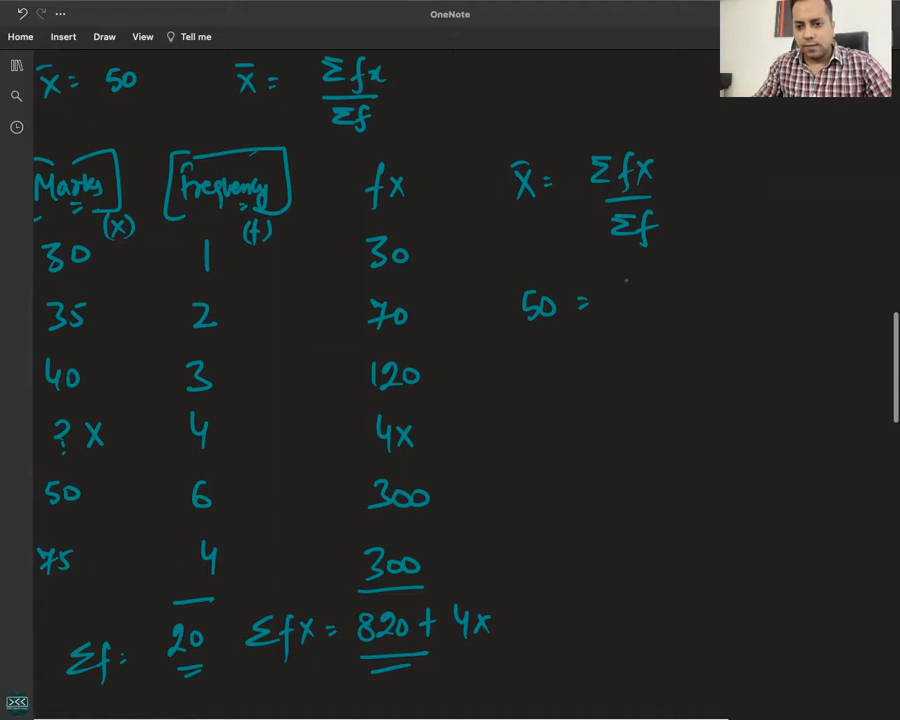 OneNote
Home Insert Draw View Tell me
x̄ = 50 x̄ = Σfx / Σf
Marks (x) Frequency (f) fx x̄ = Σfx / Σf
30 1 30
50 =
35 2 70
40 3 120
? x 4 4x
50 6 300
75 4 300
Σf = 20 Σfx = 820 + 4x